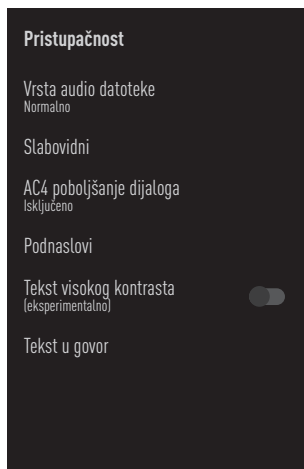 Pristupačnost
Vrsta audio datoteke
Normalno
Slabovidni
AC4 poboljšanje dijaloga
Isključeno
Podnaslovi
Tekst visokog kontrasta
(eksperimentalno)
Tekst u govor